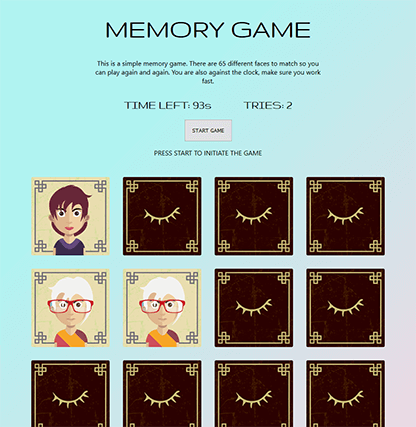 MEMORY GAME
This is a simple memory game. There are 65 different faces to match so you
can play again and again. You are also against the clock, make sure you work
fast.
TIME LEFT: 93s TRIES: 2
START GAME
PRESS START TO INITIATE THE GAME